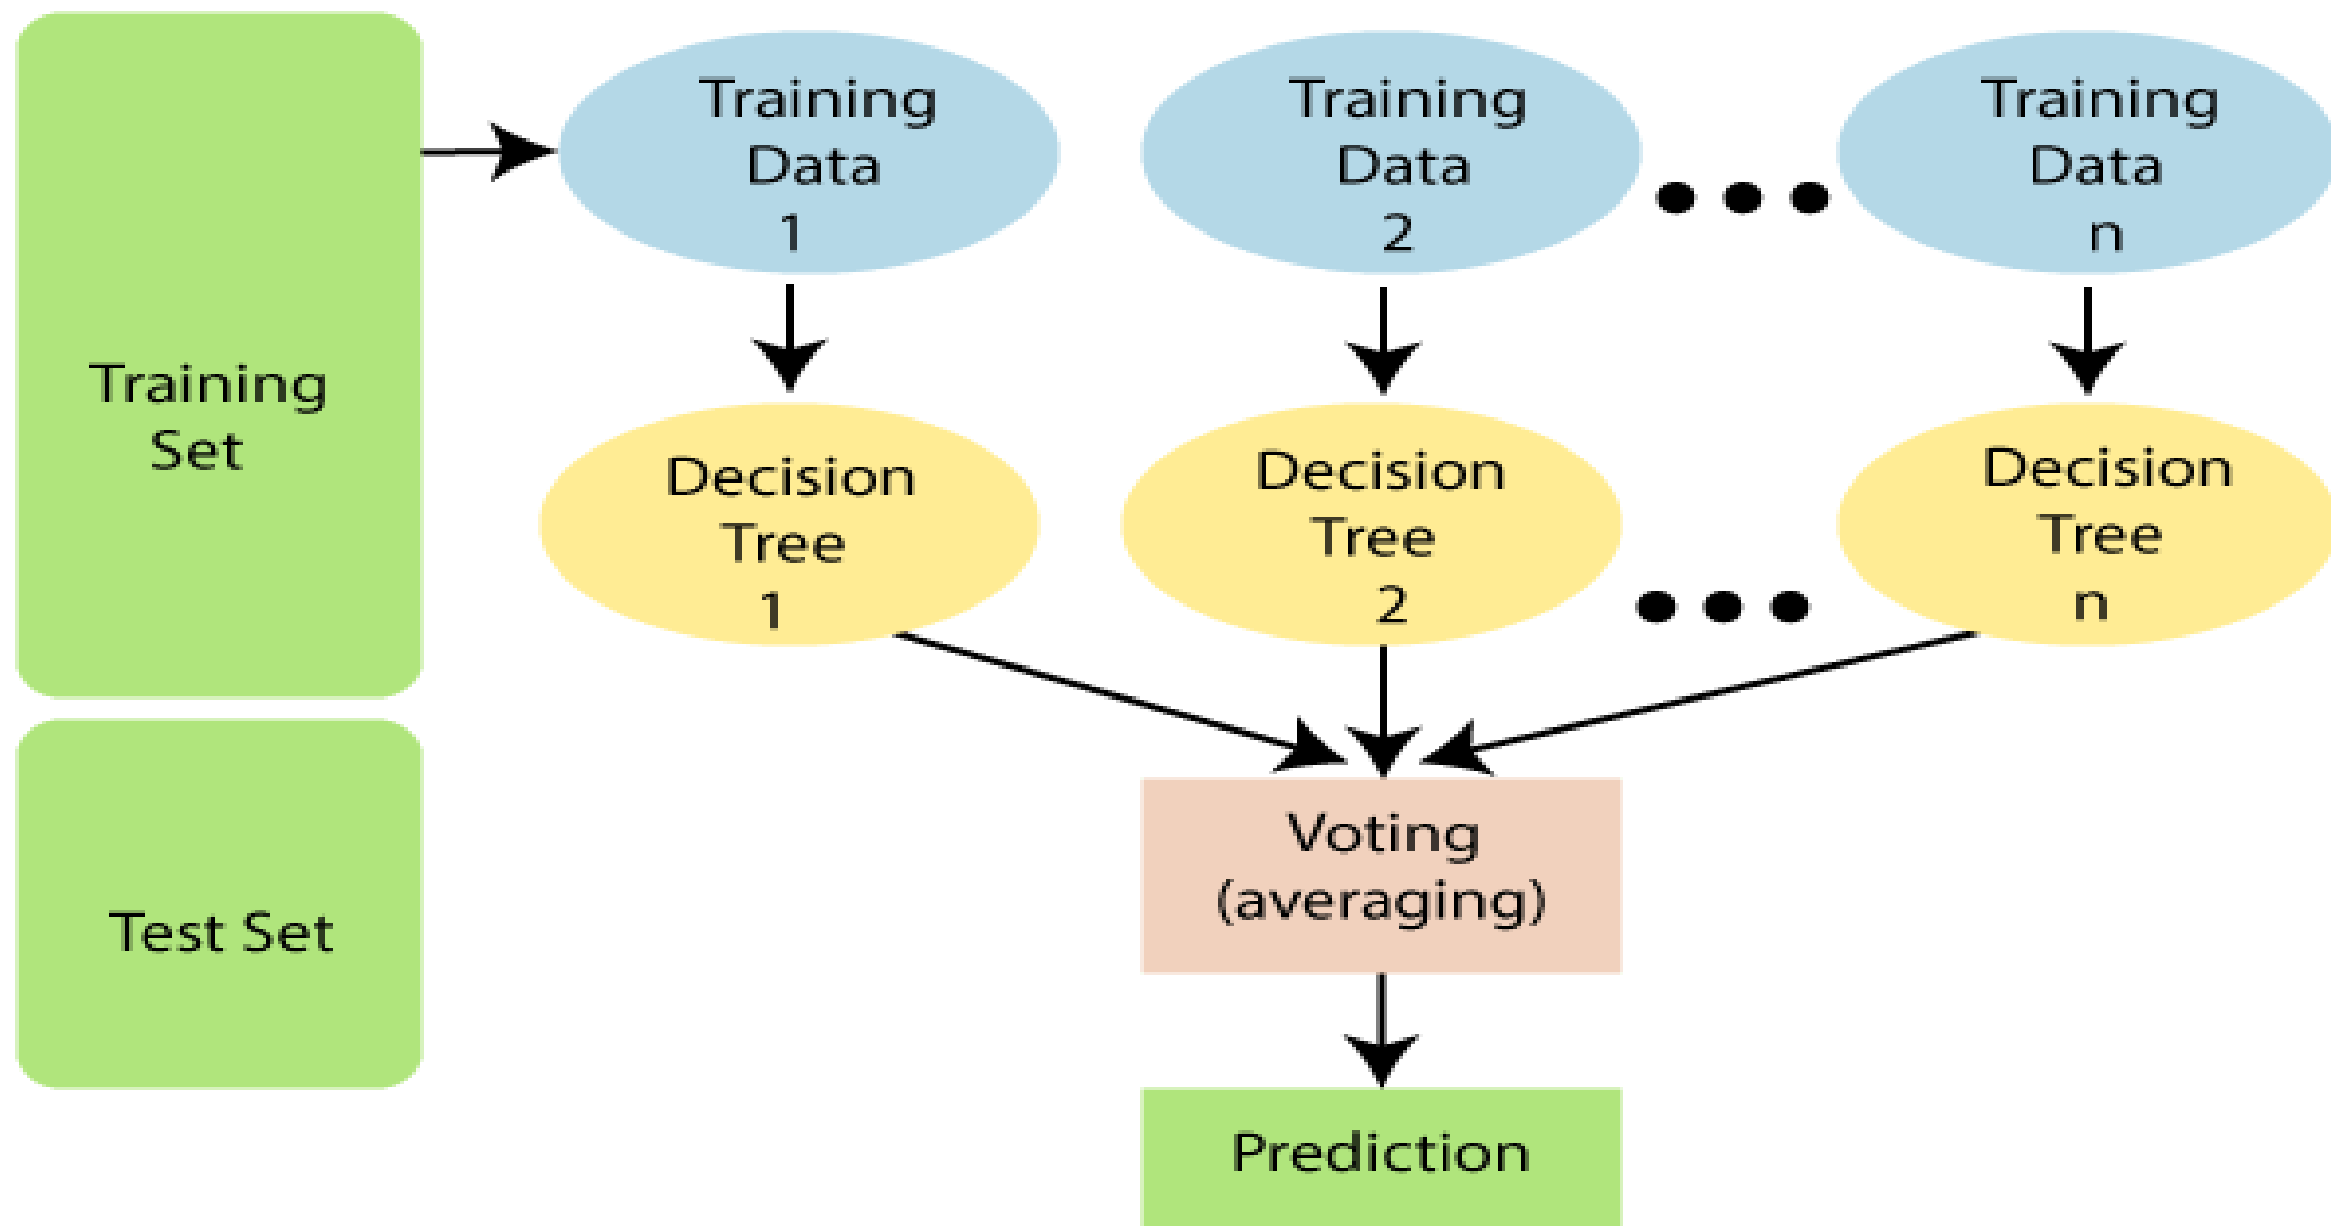 Training
Set
Test Set
Training
Data
1
Training
Data
2
Training
Data
n
Decision
Tree
1
Decision
Tree
2
Decision
Tree
n
Voting
(averaging)
Prediction